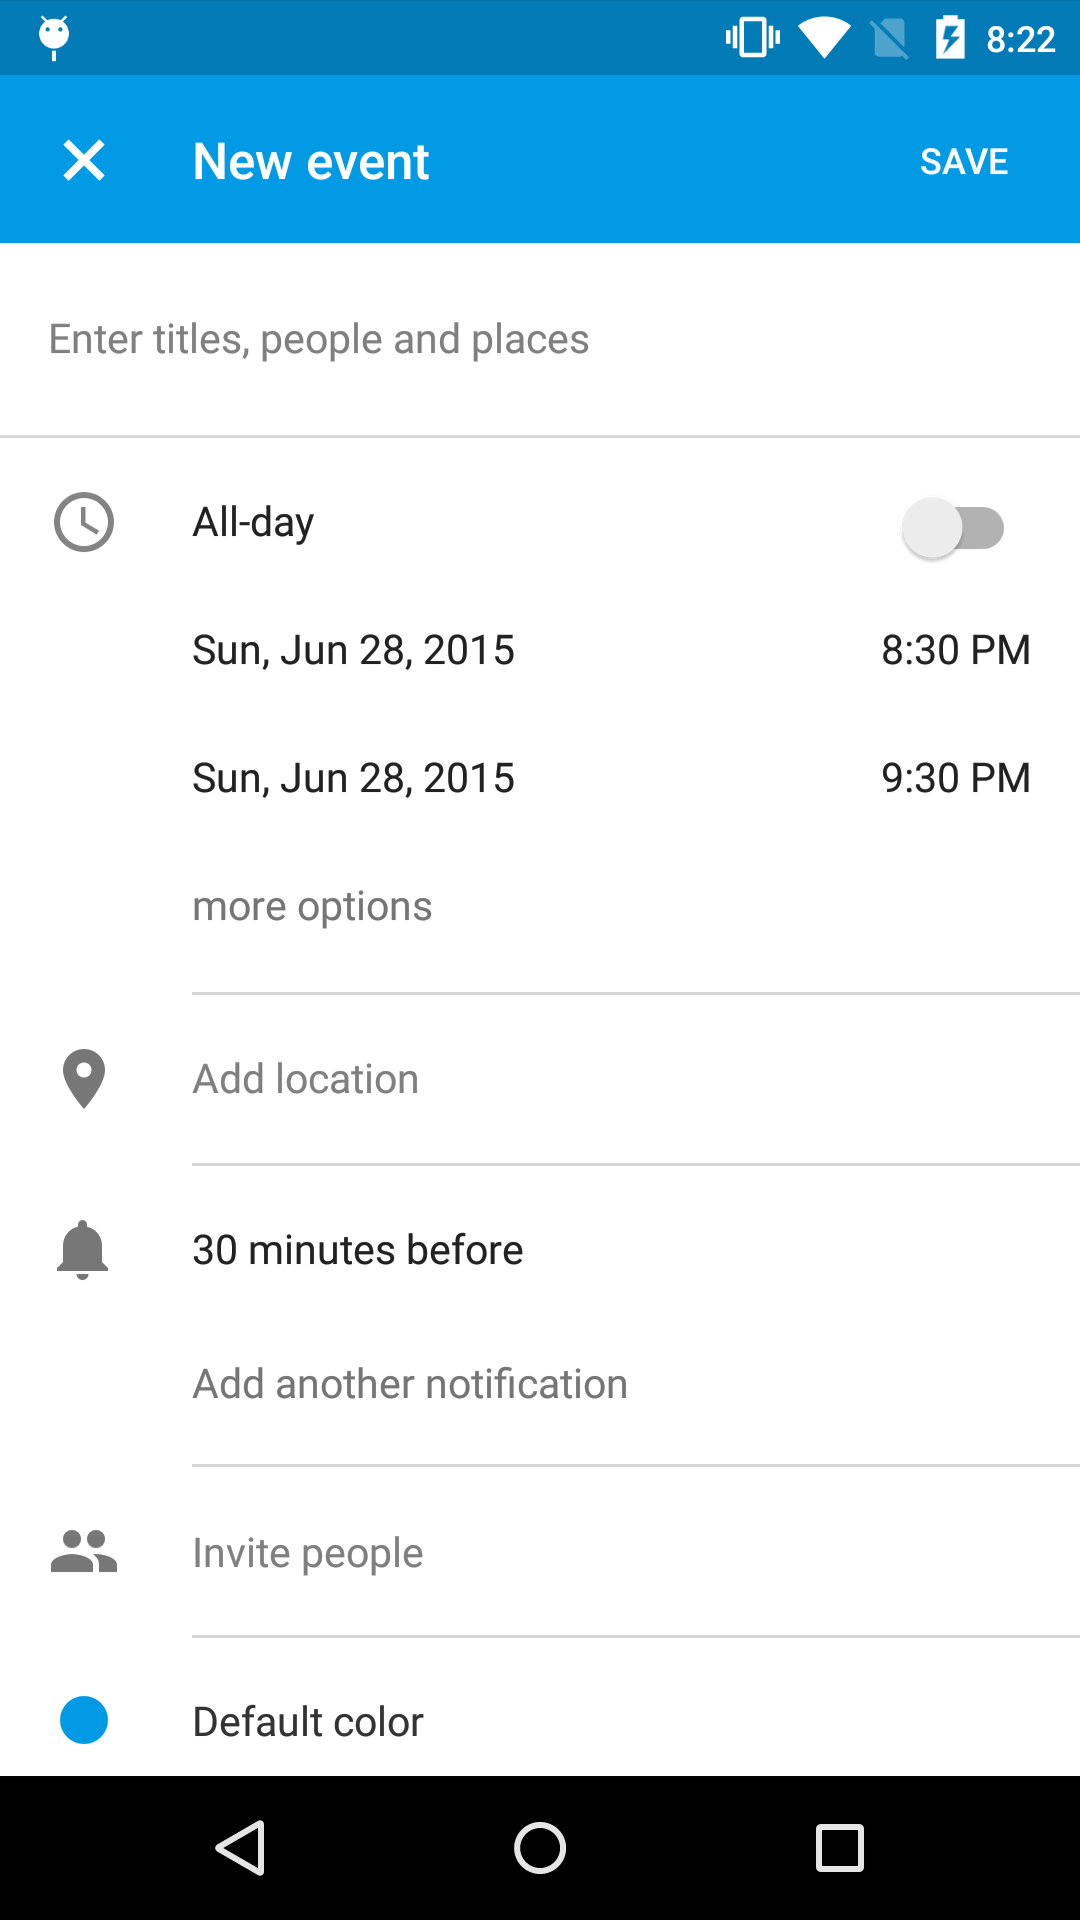 8:22
New event
SAVE
Enter titles, people and places
All-day
Sun, Jun 28, 2015 8:30 PM
Sun, Jun 28, 2015 9:30 PM
more options
Add location
30 minutes before
Add another notification
Invite people
Default color